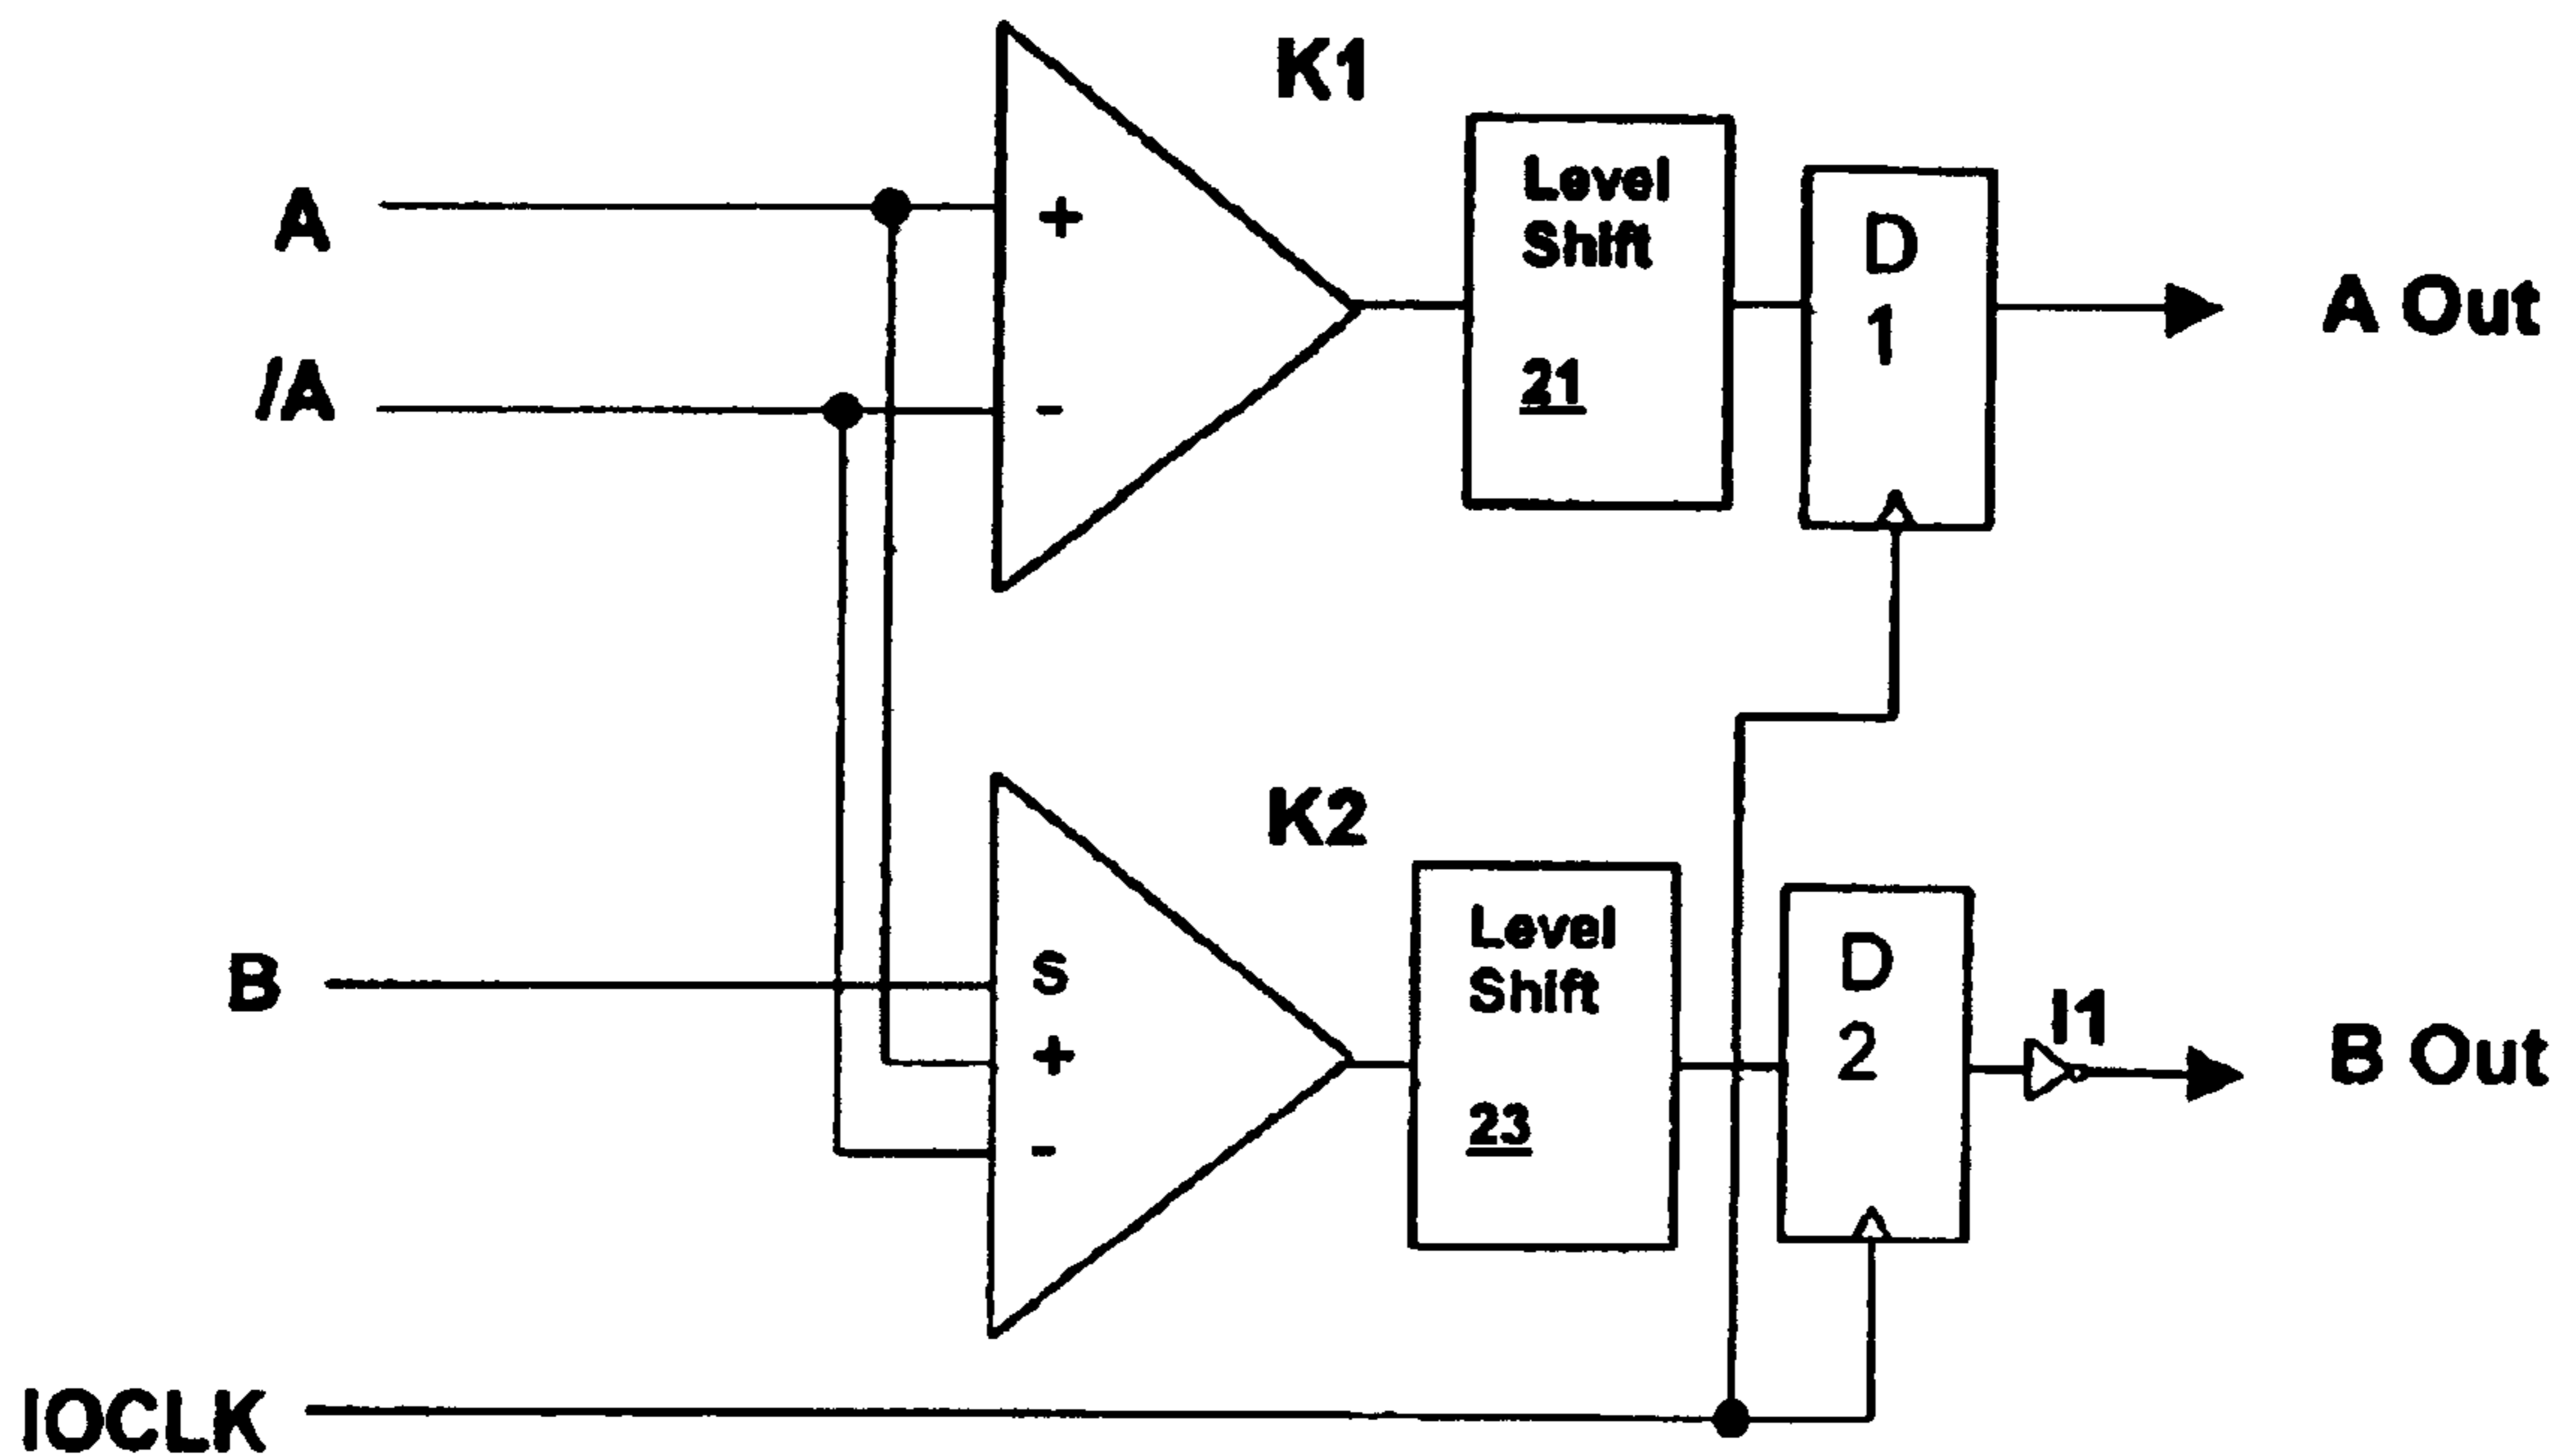 K1
A
+
Level
Shift
21
D
1
A Out
/A
-
K2
B
S
+
-
Level
Shift
23
D
2
I1
B Out
IOCLK